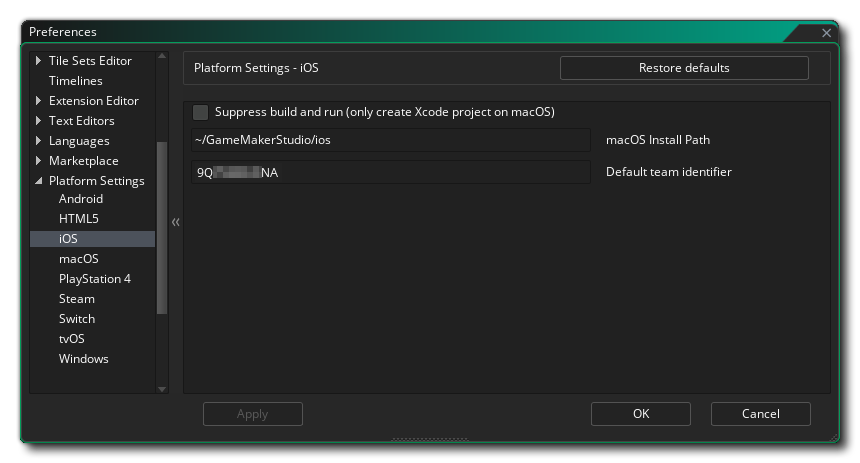 Preferences
Tile Sets Editor
Timelines
Extension Editor
Text Editors
Languages
Marketplace
Platform Settings
Android
HTML5
iOS
macOS
PlayStation 4
Steam
Switch
tvOS
Windows
Platform Settings - iOS
Restore defaults
Suppress build and run (only create Xcode project on macOS)
~/GameMakerStudio/ios
macOS Install Path
9Q NA
Default team identifier
Apply
OK
Cancel